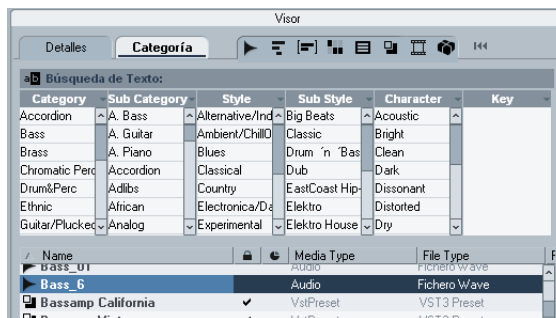 Visor
Detalles Categoría
Búsqueda de Texto:
Category Sub Category Style Sub Style Character Key
Accordion A. Bass Alternative/Ind Big Beats Acoustic
Bass A. Guitar Ambient/ChillO Classic Bright
Brass A. Piano Blues Drum ´n ´Bas Clean
Chromatic Perc Accordion Classical Dub Dark
Drum&Perc Adlibs Country EastCoast Hip- Dissonant
Ethnic African Electronica/Da Elektro Distorted
Guitar/Plucked Analog Experimental Elektro House Dry
Name Media Type File Type F
Bass_01 Audio Fichero Wave
Bass_6 Audio Fichero Wave
Bassamp California VstPreset VST3 Preset